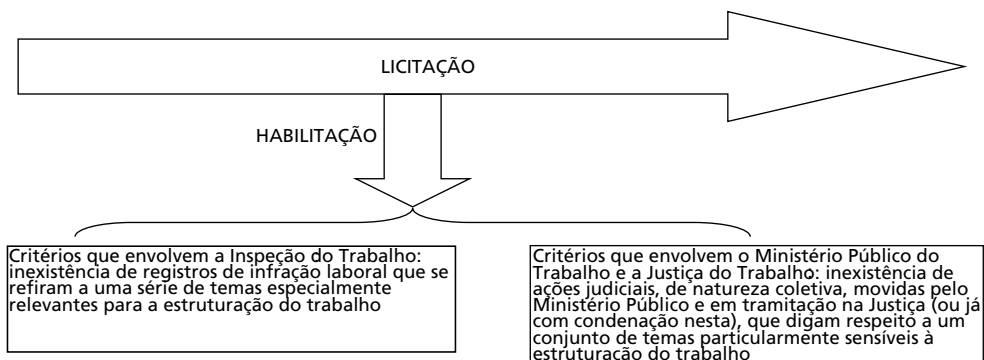 LICITAÇÃO
HABILITAÇÃO
Critérios que envolvem a Inspeção do Trabalho:
inexistência de registros de infração laboral que se
refiram a uma série de temas especialmente
relevantes para a estruturação do trabalho
Critérios que envolvem o Ministério Público do
Trabalho e a Justiça do Trabalho: inexistência de
ações judiciais, de natureza coletiva, movidas pelo
Ministério Público e em tramitação na Justiça (ou já
com condenação nesta), que digam respeito a um
conjunto de temas particularmente sensíveis à
estruturação do trabalho